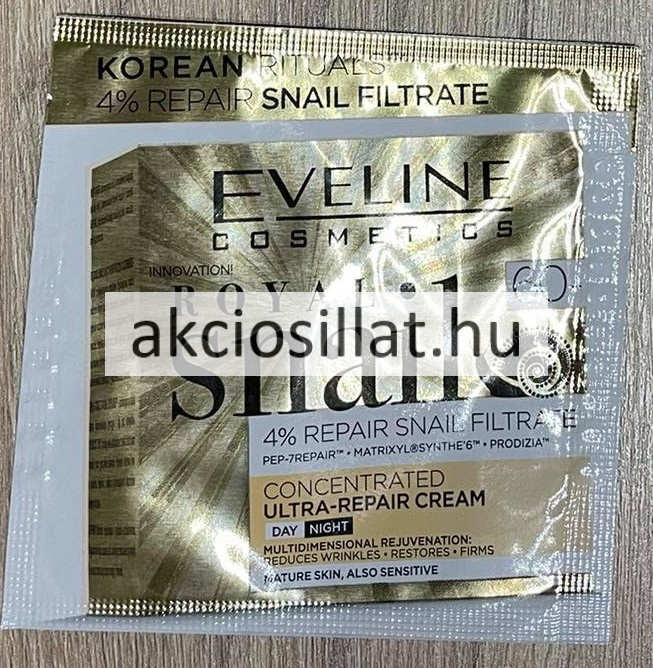 KOREAN RITUALS™
4% REPAIR SNAIL FILTRATE
EVELINE
COSMETICS
INNOVATION!
ROYAL
60+
akciosillat.hu
snail
4% REPAIR SNAIL FILTRATE
PEP-7REPAIR™ • MATRIXYL®SYNTHE'6™ • PRODIZIA™
CONCENTRATED
ULTRA-REPAIR CREAM
DAY NIGHT
MULTIDIMENSIONAL REJUVENATION:
REDUCES WRINKLES • RESTORES • FIRMS
MATURE SKIN, ALSO SENSITIVE